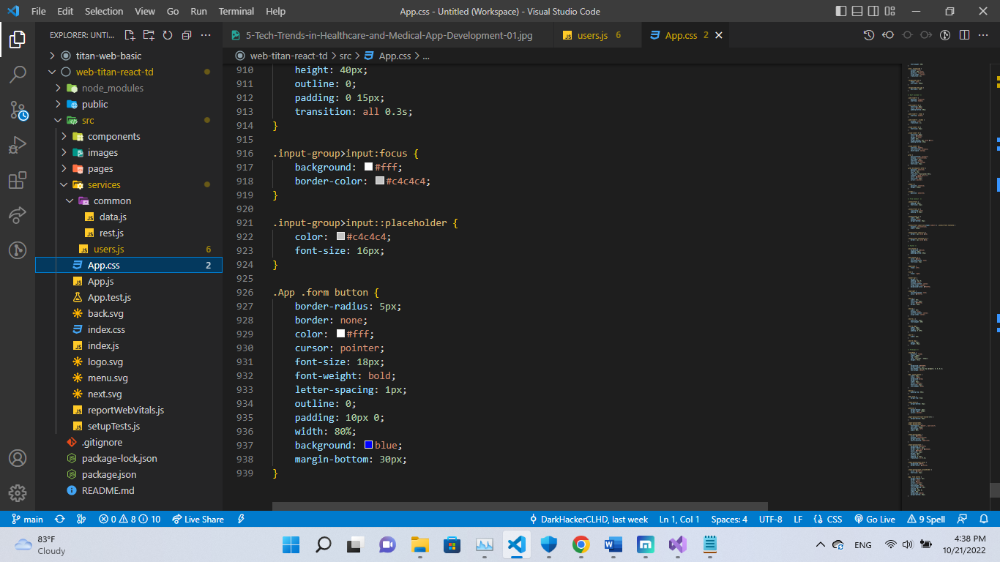 File Edit Selection View Go Run Terminal Help
App.css - Untitled (Workspace) - Visual Studio Code
EXPLORER: UNTI...
titan-web-basic
web-titan-react-td
node_modules
public
src
components
images
pages
services
common
data.js
rest.js
users.js 6
App.css 2
App.js
App.test.js
back.svg
index.css
index.js
logo.svg
menu.svg
next.svg
reportWebVitals.js
setupTests.js
.gitignore
package-lock.json
package.json
README.md
5-Tech-Trends-in-Healthcare-and-Medical-App-Development-01.jpg
users.js 6
App.css 2
web-titan-react-td > src > App.css > ...
910 height: 40px;
911 outline: 0;
912 padding: 0 15px;
913 transition: all 0.3s;
914 }
915
916 .input-group>input:focus {
917 background: #fff;
918 border-color: #c4c4c4;
919 }
920
921 .input-group>input::placeholder {
922 color: #c4c4c4;
923 font-size: 16px;
924 }
925
926 .App .form button {
927 border-radius: 5px;
928 border: none;
929 color: #fff;
930 cursor: pointer;
931 font-size: 18px;
932 font-weight: bold;
933 letter-spacing: 1px;
934 outline: 0;
935 padding: 10px 0;
936 width: 80%;
937 background: blue;
938 margin-bottom: 30px;
939 }
main 0 8 10 Live Share DarkHackerCLHD, last week Ln 1, Col 1 Spaces: 4 UTF-8 LF CSS Go Live 9 Spell
83°F
Cloudy
ENG
4:38 PM
10/21/2022